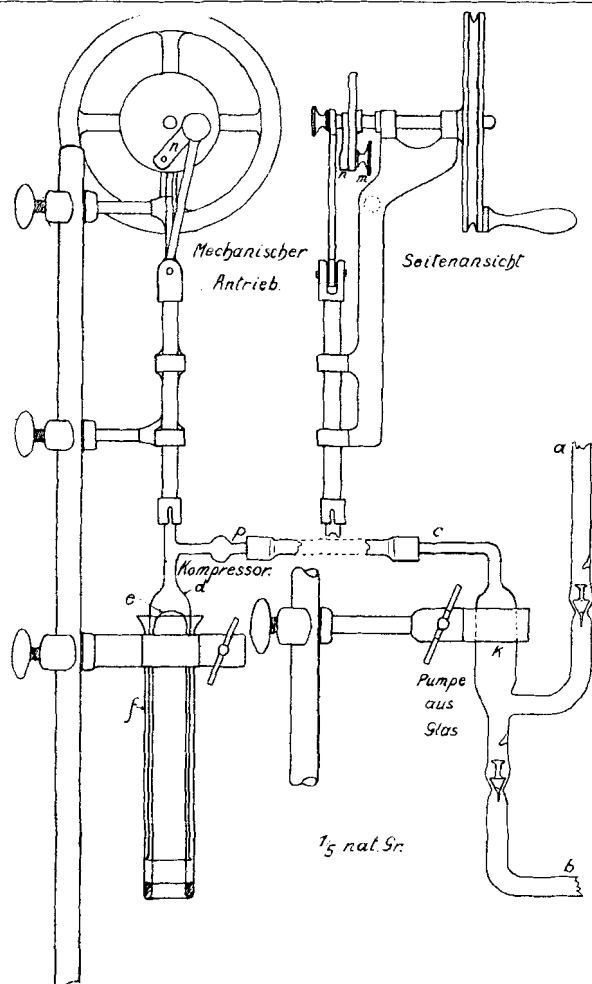 n
Mechanischer
Antrieb.
n m
Seitenansicht
a
p
c
Kompressor.
d
e
k
f
Pumpe
aus
Glas
1/5 nat. Gr.
b